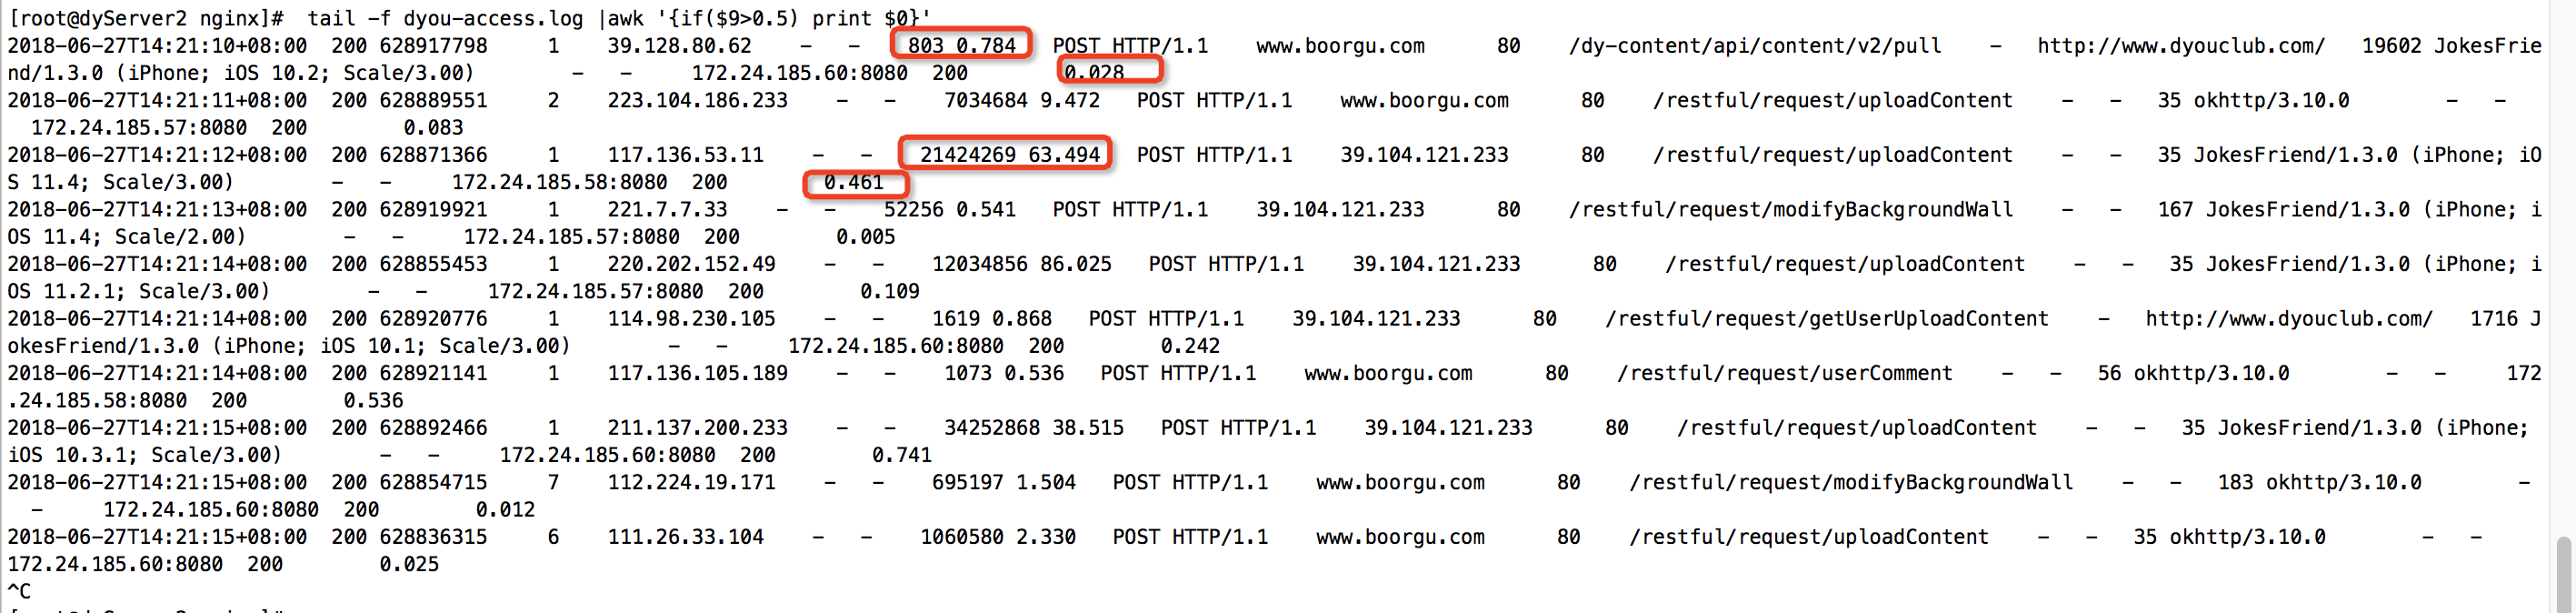 [root@dyServer2 nginx]#  tail -f dyou-access.log |awk '{if($9>0.5) print $0}'
2018-06-27T14:21:10+08:00  200 628917798     1    39.128.80.62    -   -    803 0.784   POST HTTP/1.1    www.boorgu.com      80    /dy-content/api/content/v2/pull    -   http://www.dyouclub.com/   19602 JokesFrie
nd/1.3.0 (iPhone; iOS 10.2; Scale/3.00)        -   -      172.24.185.60:8080  200        0.028
2018-06-27T14:21:11+08:00  200 628889551     2    223.104.186.233    -   -    7034684 9.472   POST HTTP/1.1    www.boorgu.com      80    /restful/request/uploadContent    -   -   35 okhttp/3.10.0        -   -
  172.24.185.57:8080  200        0.083
2018-06-27T14:21:12+08:00  200 628871366     1    117.136.53.11    -   -    21424269 63.494   POST HTTP/1.1    39.104.121.233      80    /restful/request/uploadContent    -   -   35 JokesFriend/1.3.0 (iPhone; iO
S 11.4; Scale/3.00)        -   -     172.24.185.58:8080  200        0.461
2018-06-27T14:21:13+08:00  200 628919921     1    221.7.7.33    -   -    52256 0.541   POST HTTP/1.1    39.104.121.233      80    /restful/request/modifyBackgroundWall    -   -   167 JokesFriend/1.3.0 (iPhone; i
OS 11.4; Scale/2.00)        -   -     172.24.185.57:8080  200        0.005
2018-06-27T14:21:14+08:00  200 628855453     1    220.202.152.49    -   -    12034856 86.025   POST HTTP/1.1    39.104.121.233      80    /restful/request/uploadContent    -   -   35 JokesFriend/1.3.0 (iPhone; i
OS 11.2.1; Scale/3.00)        -   -     172.24.185.57:8080  200        0.109
2018-06-27T14:21:14+08:00  200 628920776     1    114.98.230.105    -   -    1619 0.868   POST HTTP/1.1    39.104.121.233      80    /restful/request/getUserUploadContent    -   http://www.dyouclub.com/   1716 J
okesFriend/1.3.0 (iPhone; iOS 10.1; Scale/3.00)        -   -     172.24.185.60:8080  200        0.242
2018-06-27T14:21:14+08:00  200 628921141     1    117.136.105.189    -   -    1073 0.536   POST HTTP/1.1    www.boorgu.com      80    /restful/request/userComment    -   -   56 okhttp/3.10.0        -   -     172
.24.185.58:8080  200        0.536
2018-06-27T14:21:15+08:00  200 628892466     1    211.137.200.233    -   -    34252868 38.515   POST HTTP/1.1    39.104.121.233      80    /restful/request/uploadContent    -   -   35 JokesFriend/1.3.0 (iPhone;
iOS 10.3.1; Scale/3.00)        -   -     172.24.185.60:8080  200        0.741
2018-06-27T14:21:15+08:00  200 628854715     7    112.224.19.171    -   -    695197 1.504   POST HTTP/1.1    www.boorgu.com      80    /restful/request/modifyBackgroundWall    -   -   183 okhttp/3.10.0        -
  -     172.24.185.60:8080  200        0.012
2018-06-27T14:21:15+08:00  200 628836315     6    111.26.33.104    -   -    1060580 2.330   POST HTTP/1.1    www.boorgu.com      80    /restful/request/uploadContent    -   -   35 okhttp/3.10.0        -   -
172.24.185.60:8080  200        0.025
^C